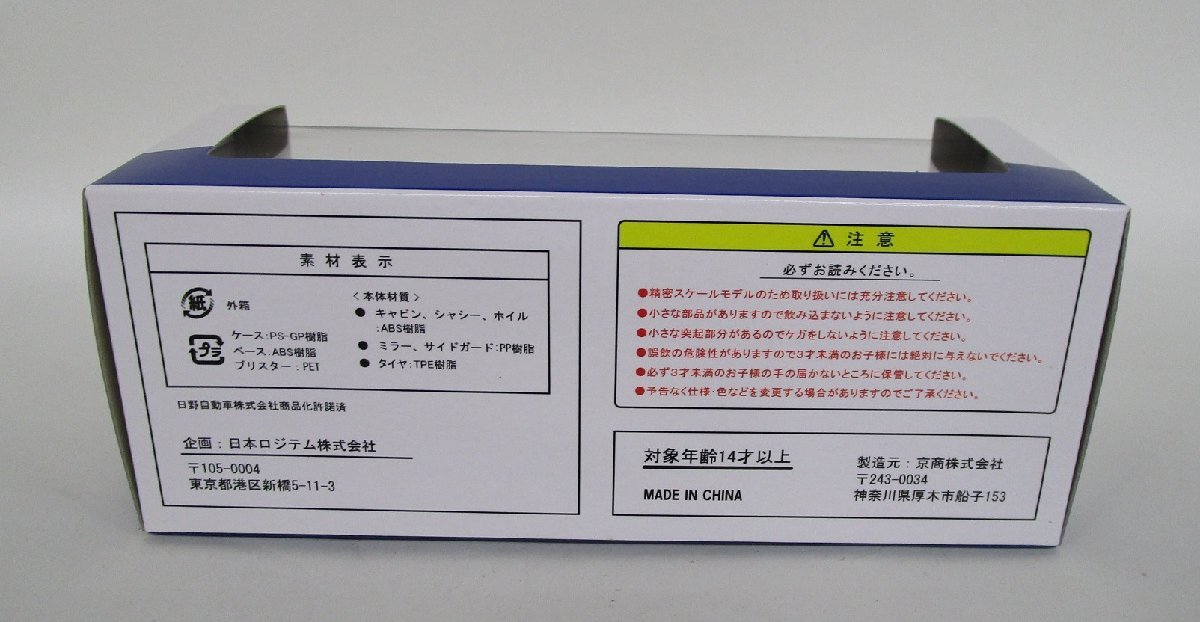 素材表示
紙 外箱
プラ
ケース:PS-GP樹脂
ベース:ABS樹脂
ブリスター:PET
〈本体材質〉
● キャビン、シャシー、ホイル
:ABS樹脂
● ミラー、サイドガード:PP樹脂
● タイヤ:TPE樹脂
日野自動車株式会社商品化許諾済
企画:日本ロジテム株式会社
〒105-0004
東京都港区新橋5-11-3
⚠ 注意
必ずお読みください。
●精密スケールモデルのため取り扱いには充分注意してください。
●小さな部品がありますので飲み込まないように注意してください。
●小さな突起部分があるのでケガをしないように注意してください。
●誤飲の危険性がありますので3才未満のお子様には絶対に与えないでください。
●必ず3才未満のお子様の手の届かないところに保管してください。
●予告なく仕様・色などを変更する場合がありますのでご了承ください。
対象年齢14才以上
MADE IN CHINA
製造元:京商株式会社
〒243-0034
神奈川県厚木市船子153